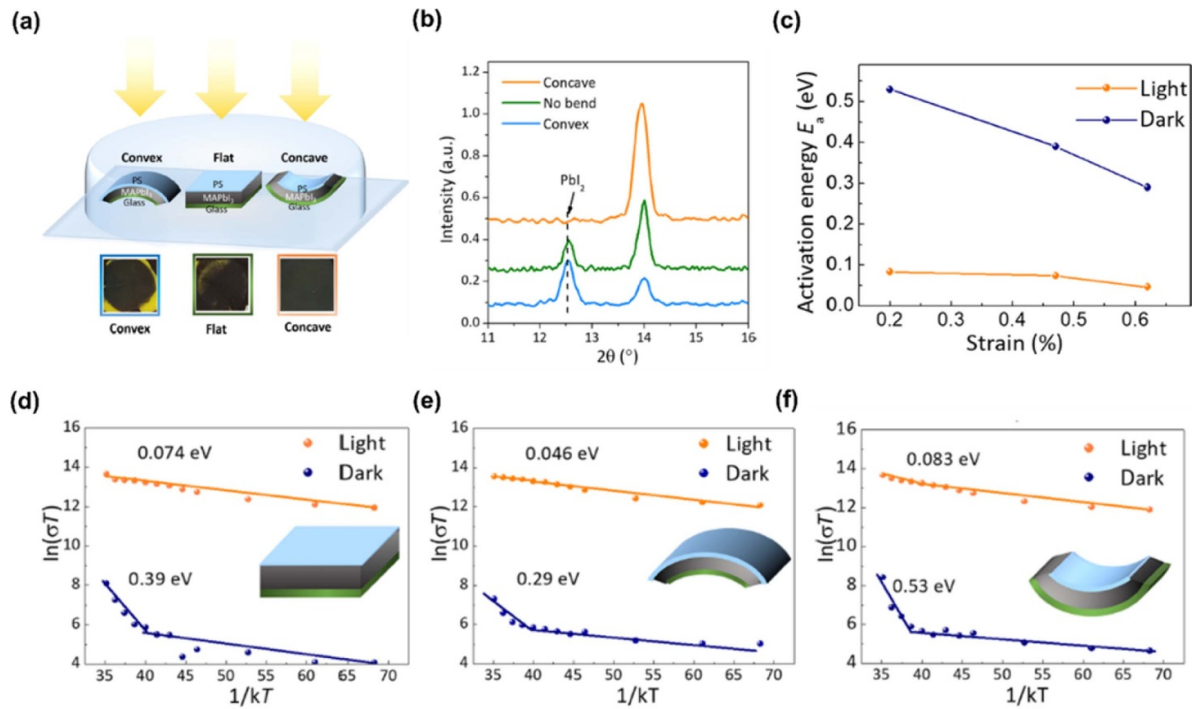 (a)
Convex Flat Concave
PS PS PS
MAPbI3 MAPbI3 MAPbI3
Glass Glass Glass
Convex Flat Concave
(b)
Intensity (a.u.)
1.2
1.0
0.8
0.6
0.4
0.2
0.0
Concave
No bend
Convex
PbI2
11 12 13 14 15 16
2θ (°)
(c)
Activation energy Ea (eV)
0.5
0.4
0.3
0.2
0.1
0.0
Light
Dark
0.2 0.3 0.4 0.5 0.6
Strain (%)
(d)
ln(σT)
16
14
12
10
8
6
4
0.074 eV
Light
Dark
0.39 eV
35 40 45 50 55 60 65 70
1/kT
(e)
ln(σT)
16
14
12
10
8
6
4
0.046 eV
Light
Dark
0.29 eV
35 40 45 50 55 60 65 70
1/kT
(f)
ln(σT)
16
14
12
10
8
6
4
0.083 eV
Light
Dark
0.53 eV
35 40 45 50 55 60 65 70
1/kT